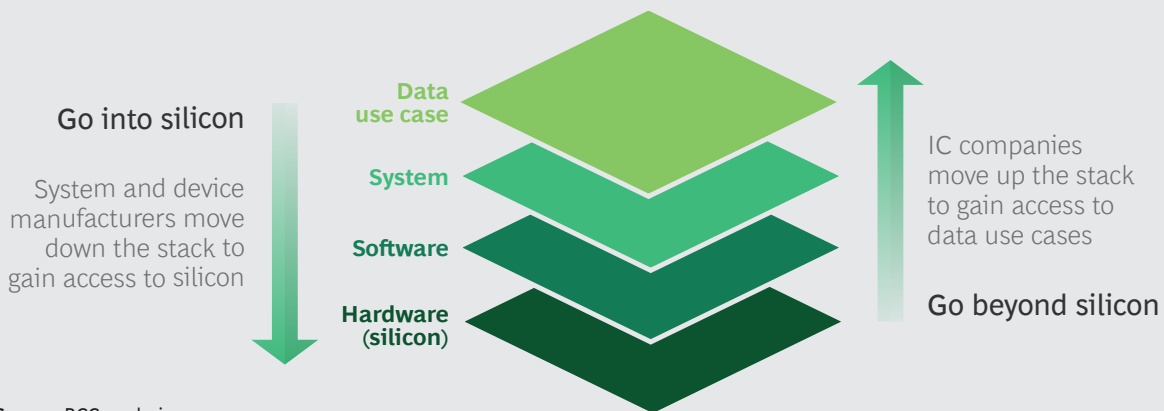 Go into silicon
System and device
manufacturers move
down the stack to
gain access to silicon
Data
use case
System
Software
Hardware
(silicon)
IC companies
move up the stack
to gain access to
data use cases
Go beyond silicon